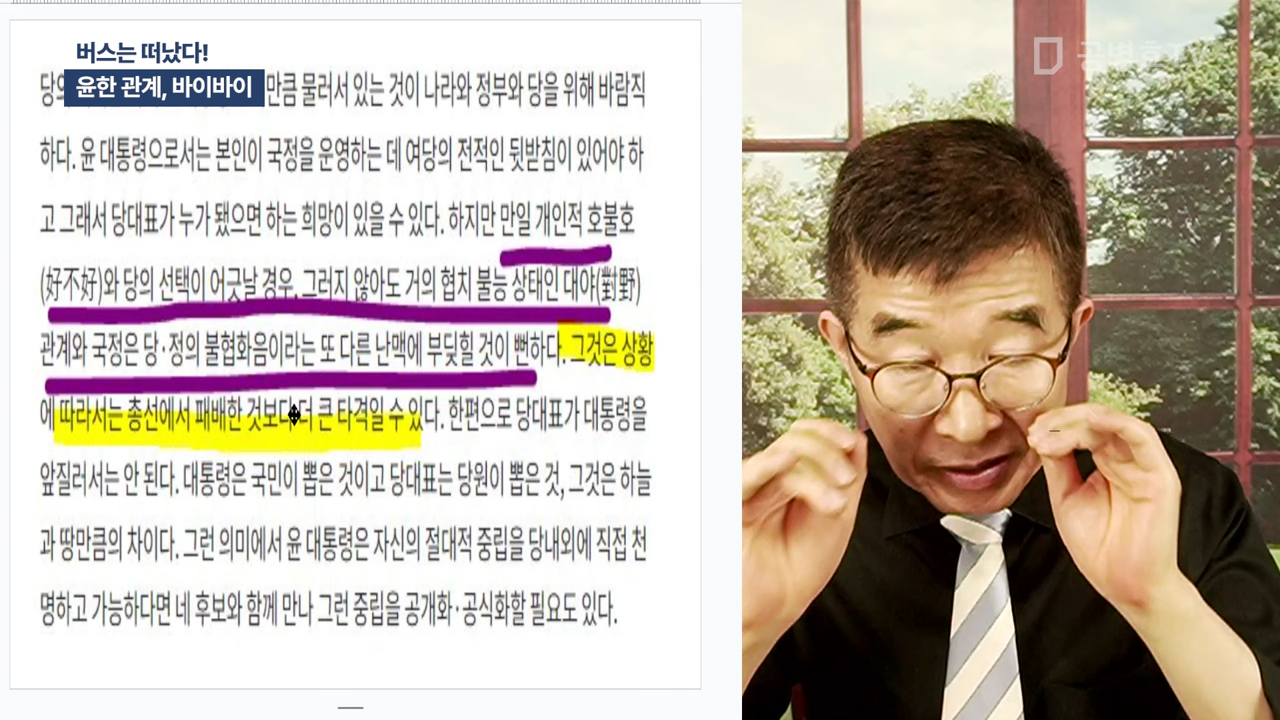 버스는 떠났다!
윤한 관계, 바이바이
공병호TV
만큼 물러서 있는 것이 나라와 정부와 당을 위해 바람직
하다. 윤 대통령으로서는 본인이 국정을 운영하는 데 여당의 전적인 뒷받침이 있어야 하
고 그래서 당대표가 누가 됐으면 하는 희망이 있을 수 있다. 하지만 만일 개인적 호불호
(好不好)와 당의 선택이 어긋날 경우, 그러지 않아도 거의 협치 불능 상태인 대야(對野)
관계와 국정은 당·정의 불협화음이라는 또 다른 난맥에 부딪힐 것이 뻔하다. 그것은 상황
에 따라서는 총선에서 패배한 것보다 더 큰 타격일 수 있다. 한편으로 당대표가 대통령을
앞질러서는 안 된다. 대통령은 국민이 뽑은 것이고 당대표는 당원이 뽑은 것, 그것은 하늘
과 땅만큼의 차이다. 그런 의미에서 윤 대통령은 자신의 절대적 중립을 당내외에 직접 천
명하고 가능하다면 네 후보와 함께 만나 그런 중립을 공개화·공식화할 필요도 있다.